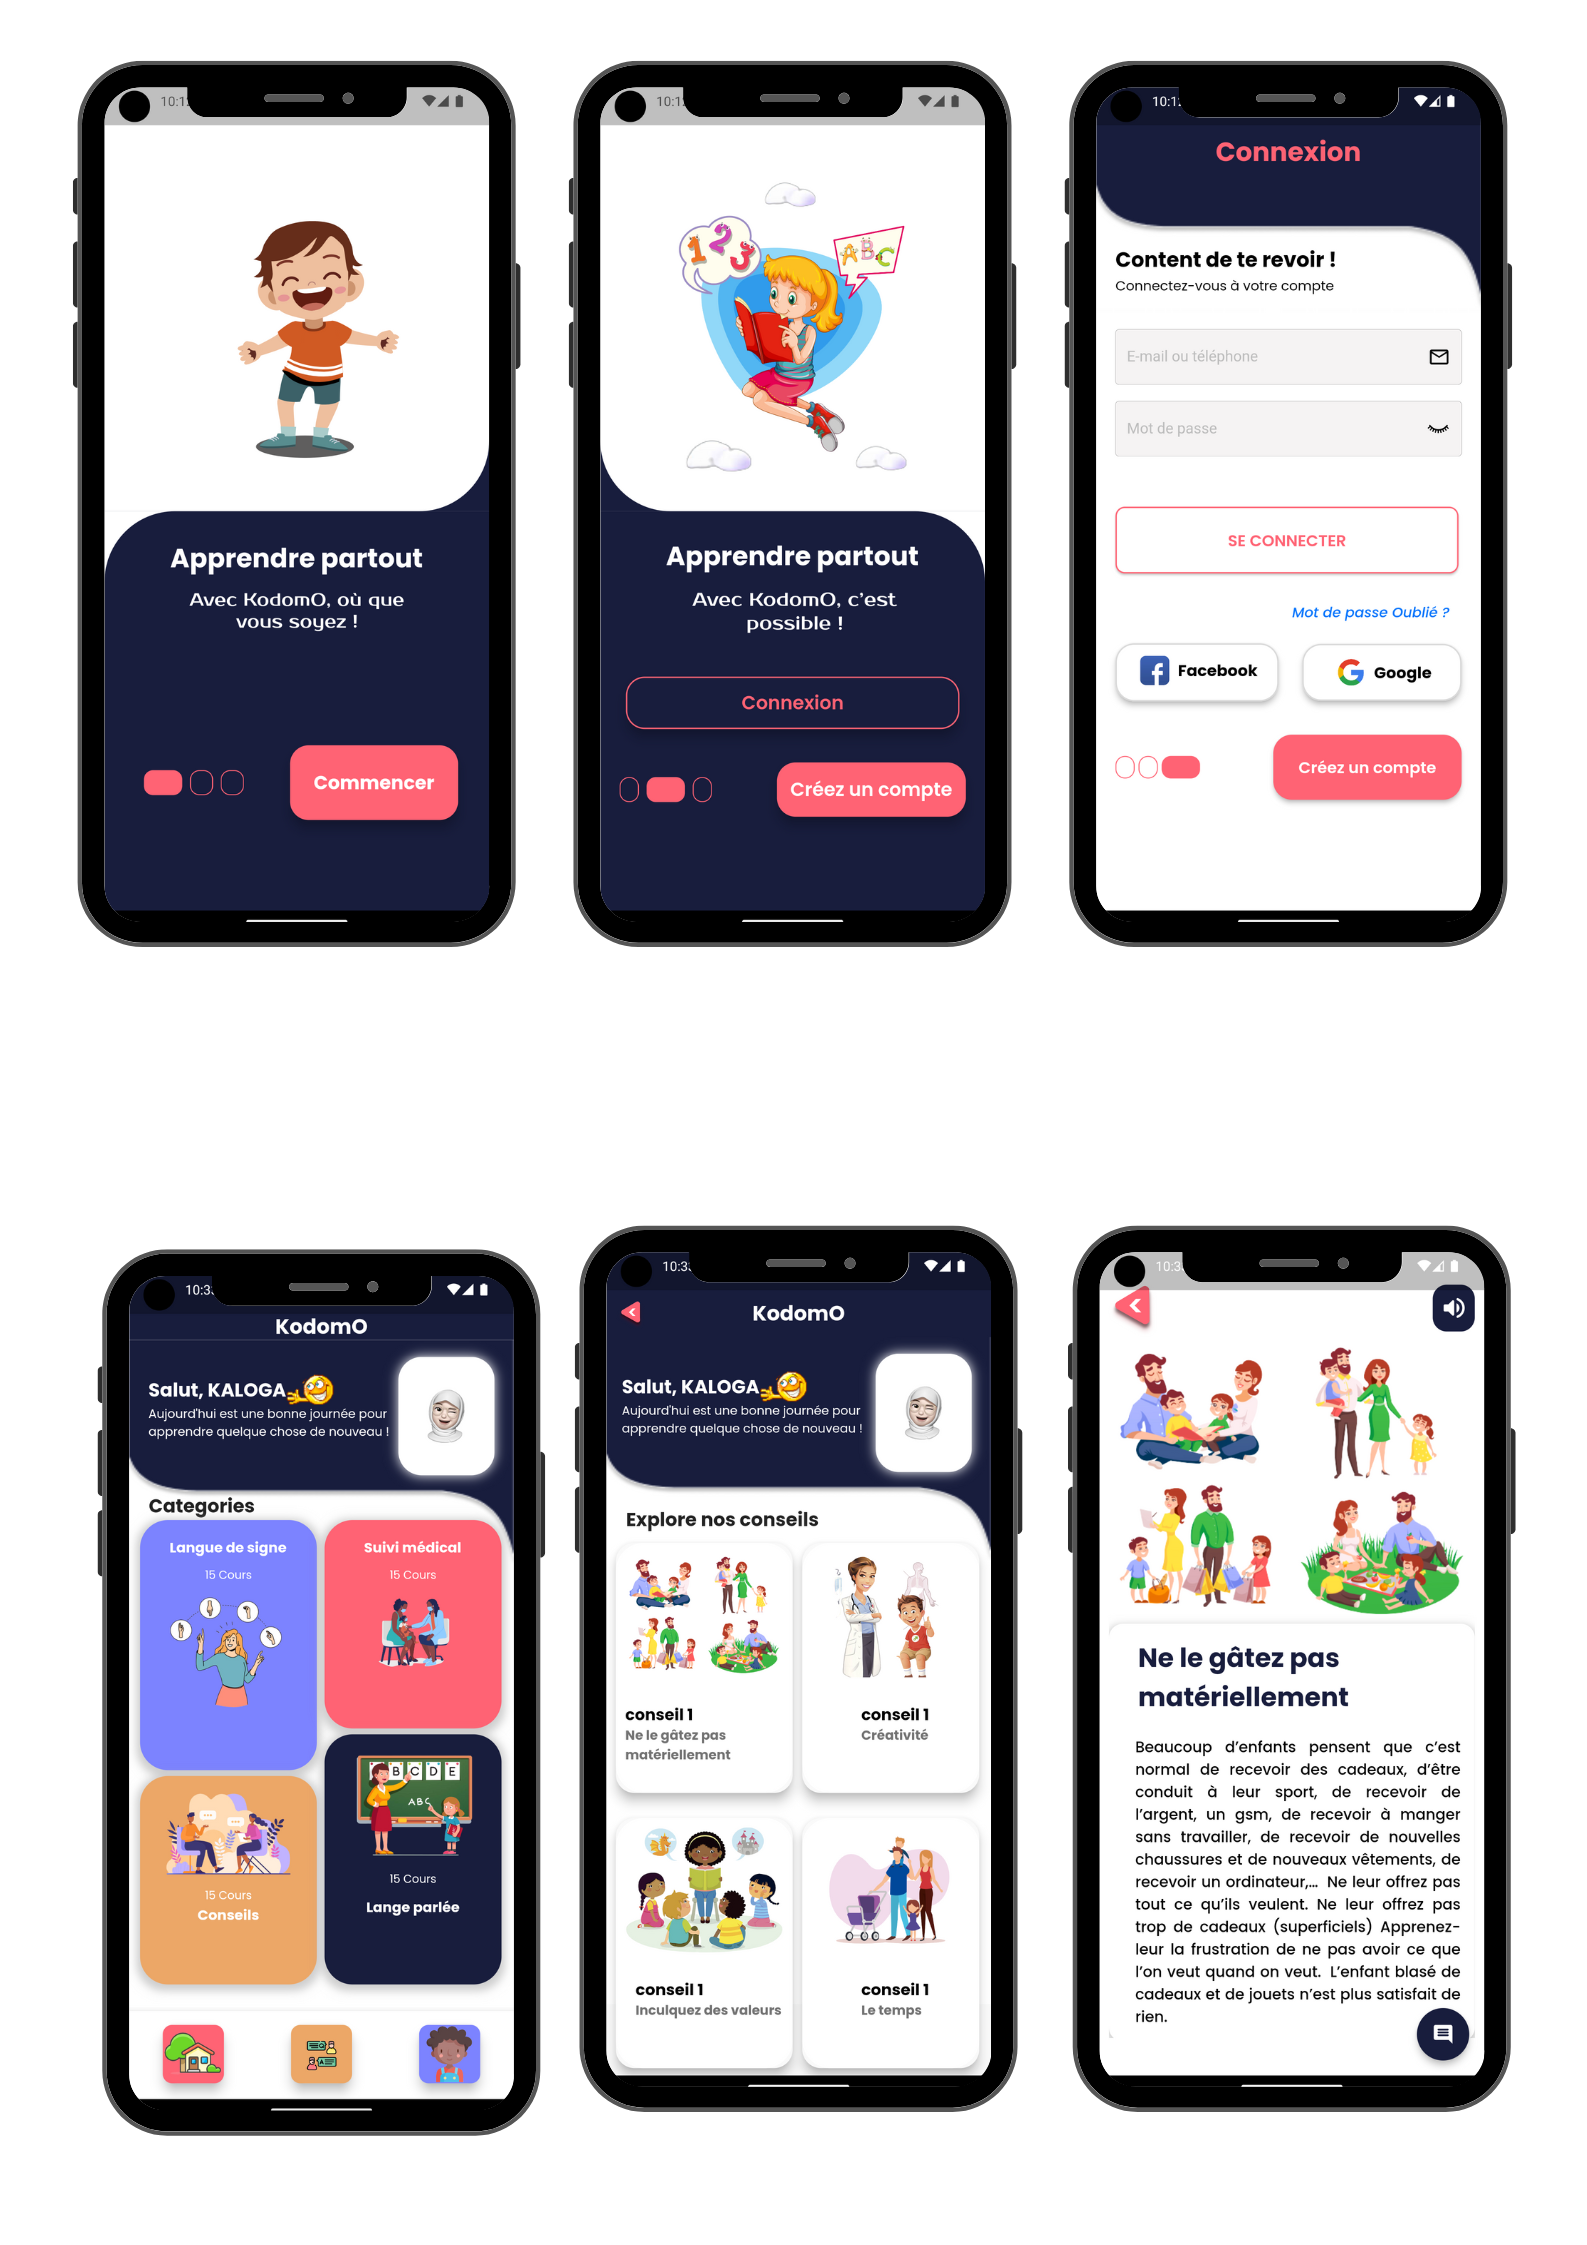 10:1
Apprendre partout
Avec KodomO, où que
vous soyez !
Commencer
10:1
1 2 3
ABC
Apprendre partout
Avec KodomO, c'est
possible !
Connexion
Créez un compte
10:1
Connexion
Content de te revoir !
Connectez-vous à votre compte
E-mail ou téléphone
Mot de passe
SE CONNECTER
Mot de passe Oublié ?
Facebook
Google
Créez un compte
10:3
KodomO
Salut, KALOGA
Aujourd'hui est une bonne journée pour
apprendre quelque chose de nouveau !
Categories
Langue de signe
15 Cours
Suivi médical
15 Cours
15 Cours
Conseils
B C D E
ABC
15 Cours
Lange parlée
10:3
KodomO
Salut, KALOGA
Aujourd'hui est une bonne journée pour
apprendre quelque chose de nouveau !
Explore nos conseils
conseil 1
Ne le gâtez pas
matériellement
conseil 1
Créativité
conseil 1
Inculquez des valeurs
conseil 1
Le temps
10:3
Ne le gâtez pas
matériellement
Beaucoup d'enfants pensent que c'est
normal de recevoir des cadeaux, d'être
conduit à leur sport, de recevoir de
l'argent, un gsm, de recevoir à manger
sans travailler, de recevoir de nouvelles
chaussures et de nouveaux vêtements, de
recevoir un ordinateur,... Ne leur offrez pas
tout ce qu'ils veulent. Ne leur offrez pas
trop de cadeaux (superficiels) Apprenez-
leur la frustration de ne pas avoir ce que
l'on veut quand on veut. L'enfant blasé de
cadeaux et de jouets n'est plus satisfait de
rien.